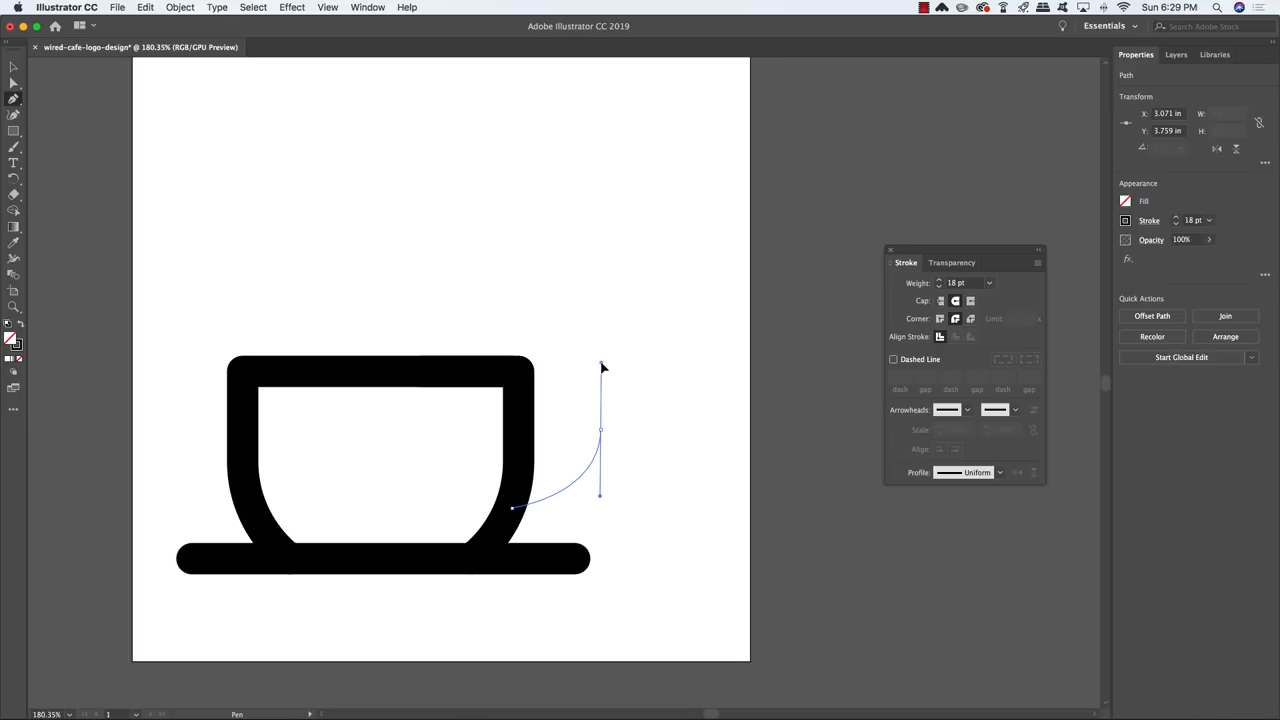 Illustrator CC File Edit Object Type Select Effect View Window Help Sun 6:29 PM
Adobe Illustrator CC 2019 Essentials Search Adobe Stock
× wired-cafe-logo-design* @ 180.35% (RGB/GPU Preview)
Properties Layers Libraries
Path
Transform
X: 3.071 in W:
Y: 3.759 in H:
Appearance
Fill
Stroke 18 pt
Opacity 100%
fx.
Quick Actions
Offset Path Join
Recolor Arrange
Start Global Edit
Stroke Transparency
Weight: 18 pt
Cap:
Corner: Limit: x
Align Stroke:
Dashed Line
dash gap dash gap dash gap
Arrowheads:
Scale:
Align:
Profile: Uniform
180.35% 1 Pen